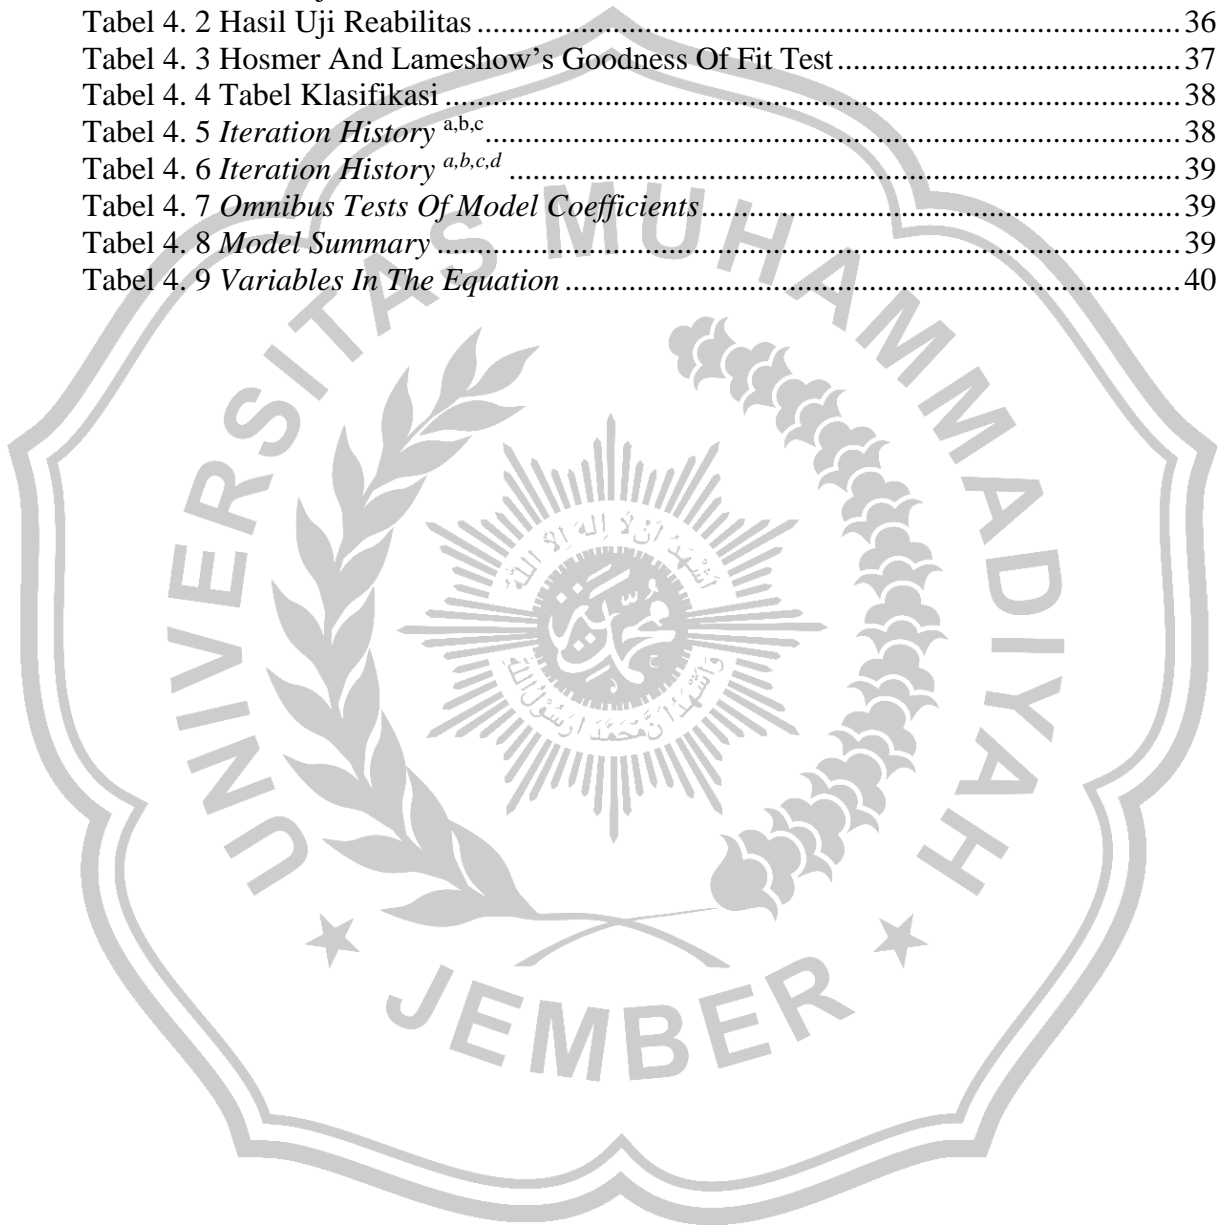 Tabel 4. 2 Hasil Uji Reabilitas ........................................................................................ 36
Tabel 4. 3 Hosmer And Lameshow’s Goodness Of Fit Test ........................................... 37
Tabel 4. 4 Tabel Klasifikasi ............................................................................................ 38
Tabel 4. 5 Iteration History a,b,c....................................................................................... 38
Tabel 4. 6 Iteration History a,b,c,d .................................................................................... 39
Tabel 4. 7 Omnibus Tests Of Model Coefficients............................................................ 39
Tabel 4. 8 Model Summary ............................................................................................. 39
Tabel 4. 9 Variables In The Equation ............................................................................. 40
UNIVERSITAS MUHAMMADIYAH
JEMBER